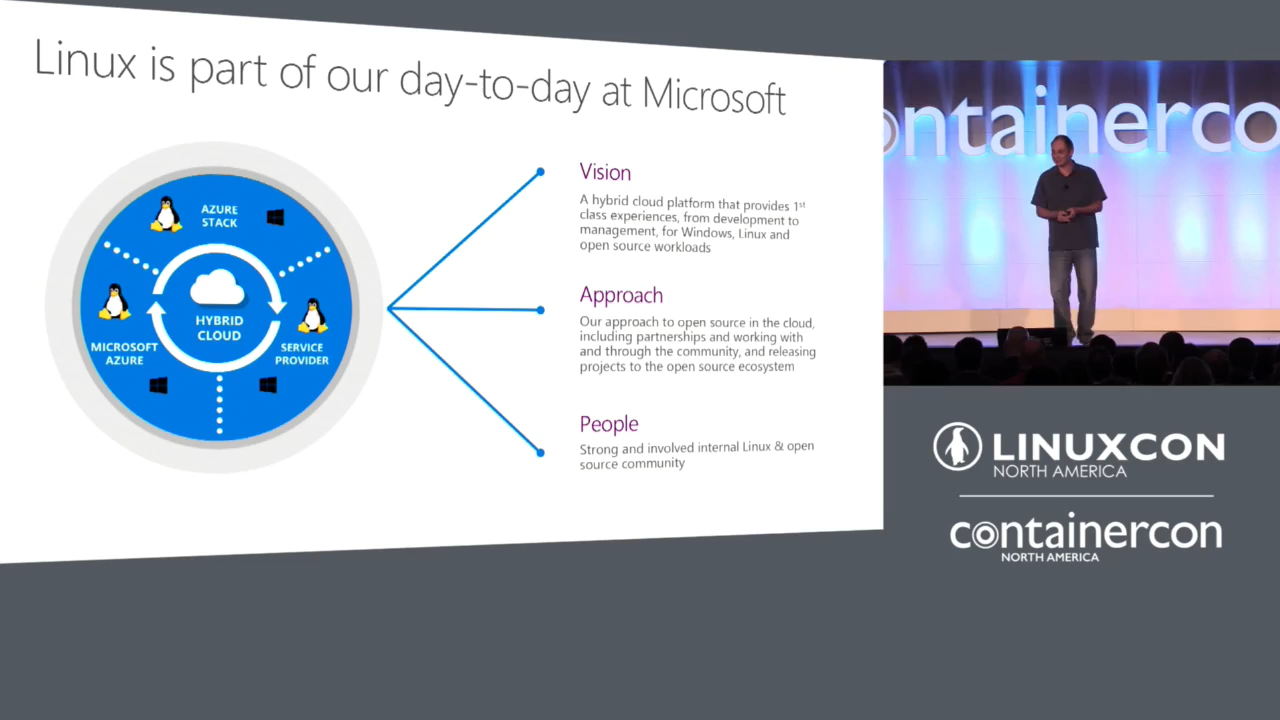 Linux is part of our day-to-day at Microsoft
AZURE
STACK
HYBRID
CLOUD
MICROSOFT
AZURE
SERVICE
PROVIDER
Vision
A hybrid cloud platform that provides 1st
class experiences, from development to
management, for Windows, Linux and
open source workloads
Approach
Our approach to open source in the cloud,
including partnerships and working with
and through the community, and releasing
projects to the open source ecosystem
People
Strong and involved internal Linux & open
source community
ontainerco
LINUXCON
NORTH AMERICA
containercon
NORTH AMERICA